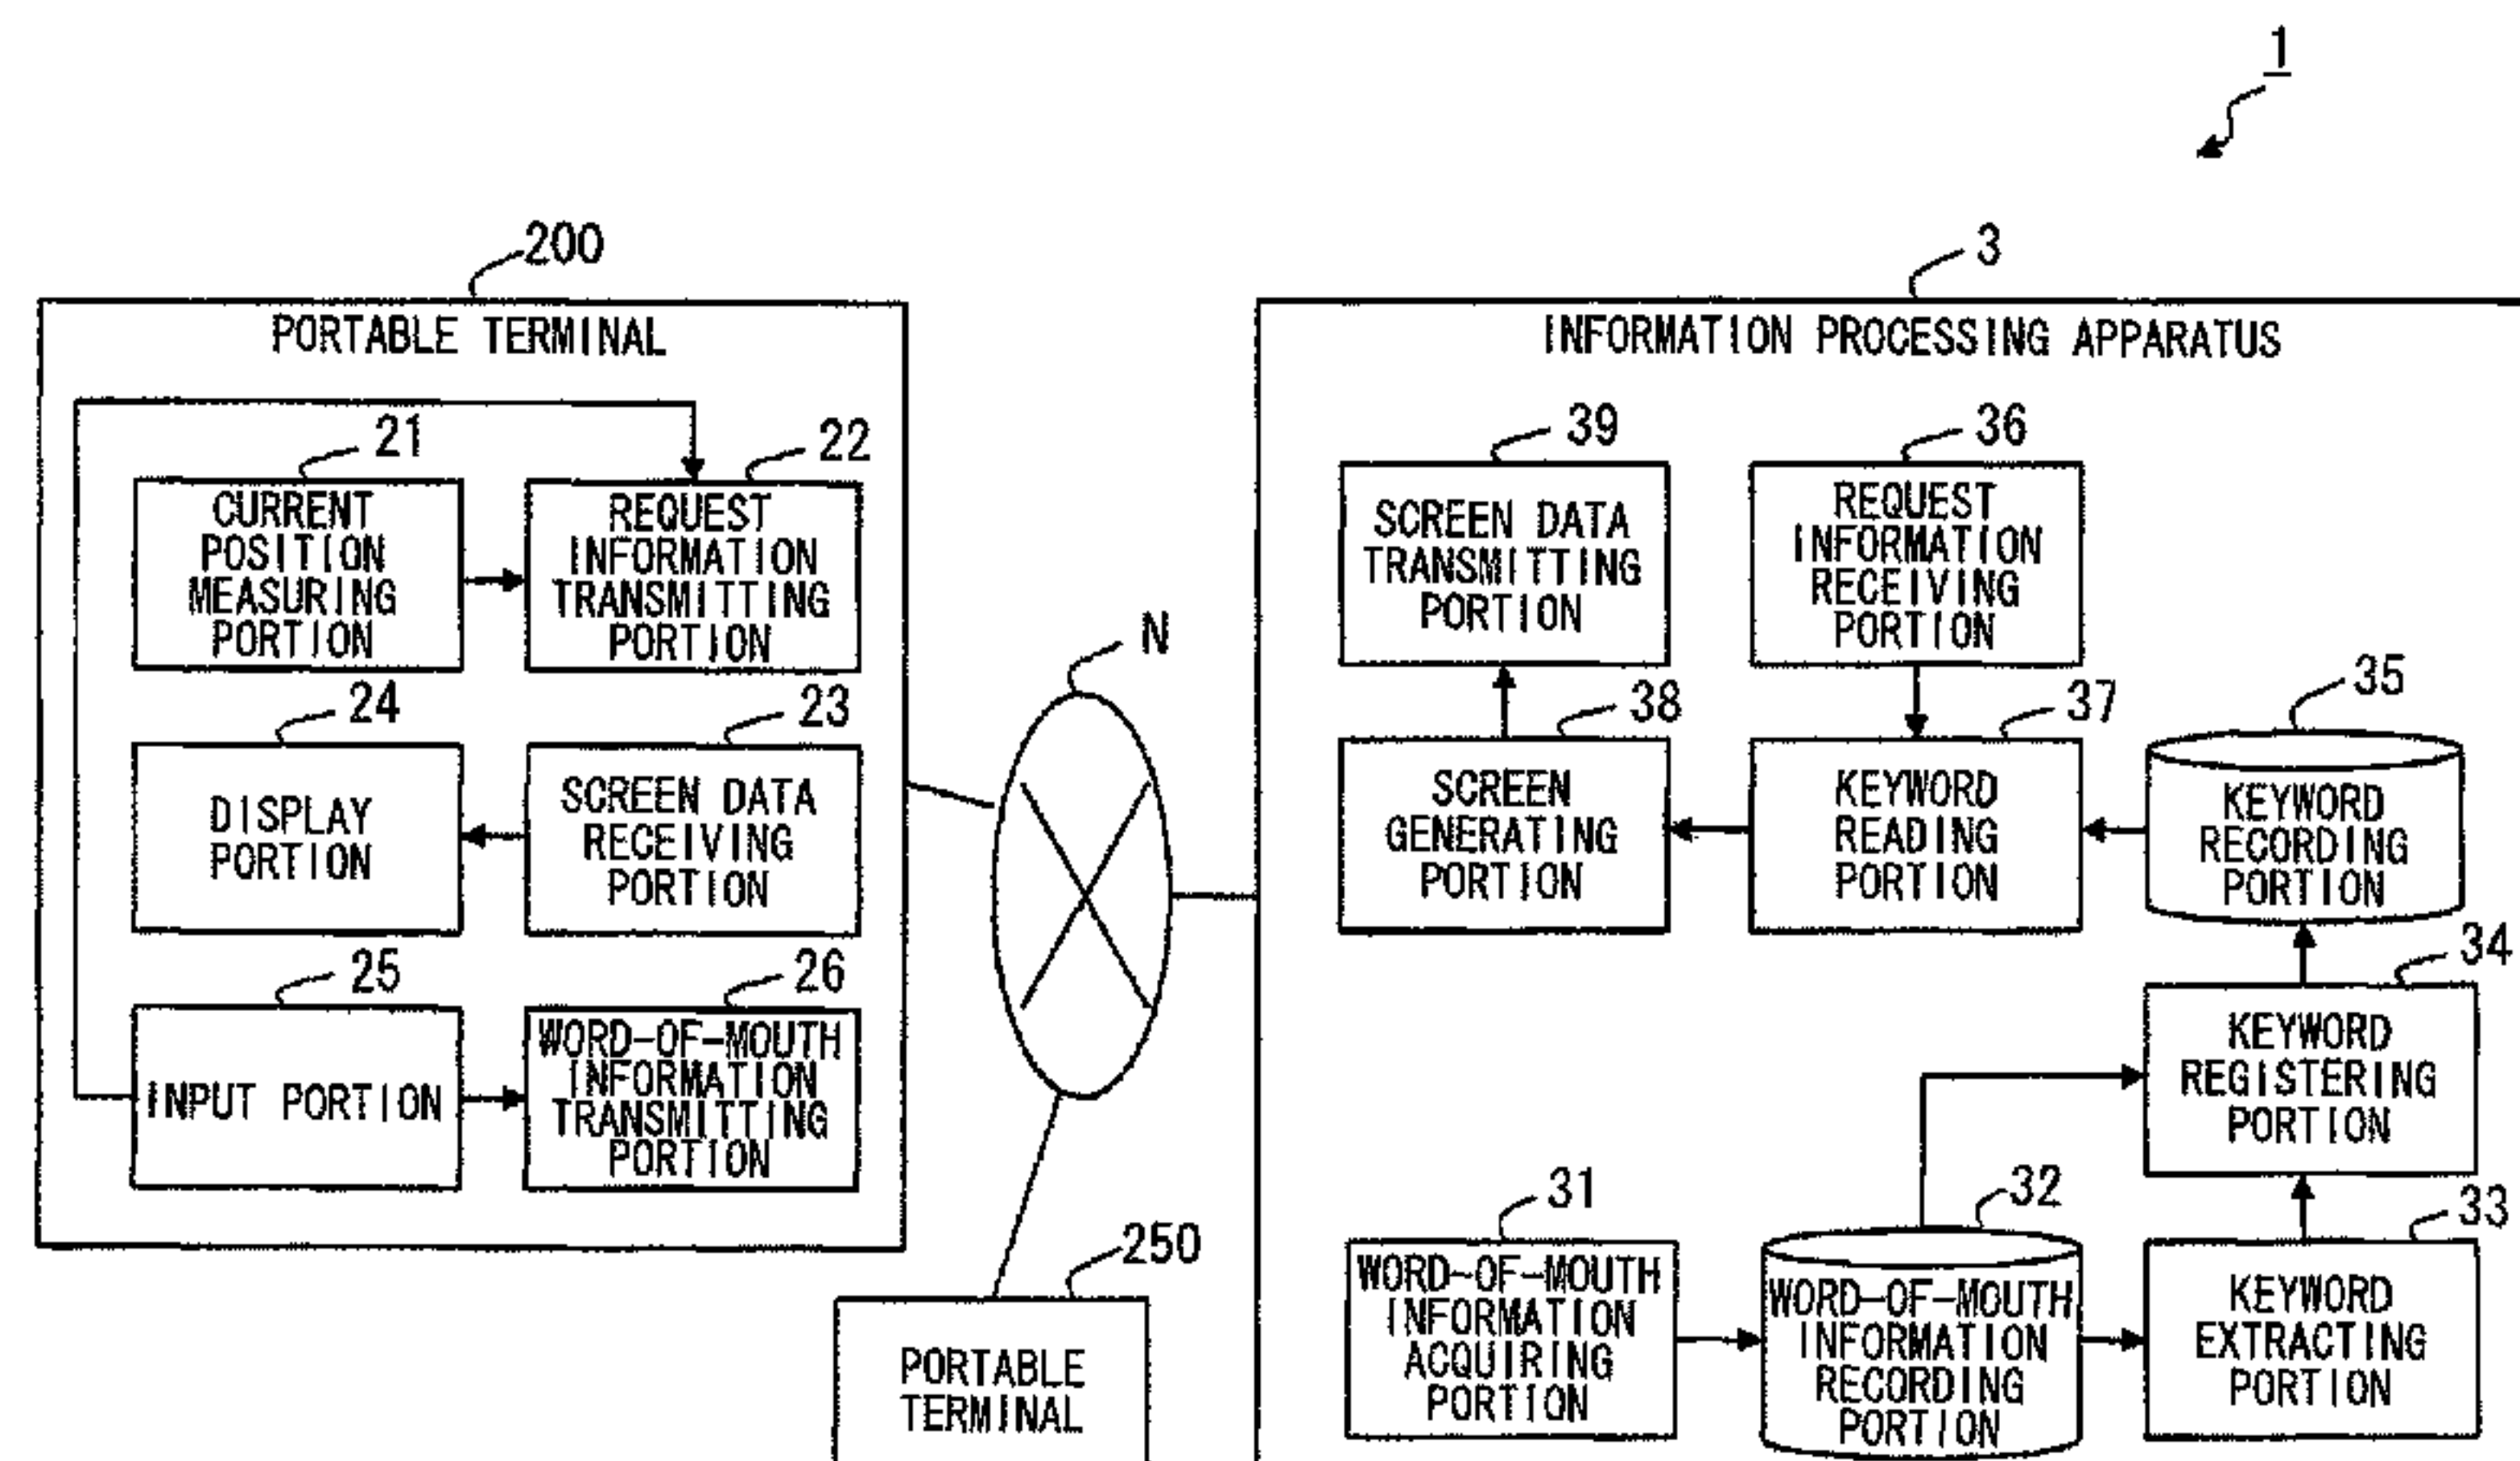 1
200
PORTABLE TERMINAL
21
CURRENT
POSITION
MEASURING
PORTION
22
REQUEST
INFORMATION
TRANSMITTING
PORTION
24
DISPLAY
PORTION
23
SCREEN DATA
RECEIVING
PORTION
25
INPUT PORTION
26
WORD-OF-MOUTH
INFORMATION
TRANSMITTING
PORTION
N
250
PORTABLE
TERMINAL
3
INFORMATION PROCESSING APPARATUS
39
SCREEN DATA
TRANSMITTING
PORTION
36
REQUEST
INFORMATION
RECEIVING
PORTION
38
SCREEN
GENERATING
PORTION
37
KEYWORD
READING
PORTION
35
KEYWORD
RECORDING
PORTION
34
KEYWORD
REGISTERING
PORTION
31
WORD-OF-MOUTH
INFORMATION
ACQUIRING
PORTION
32
WORD-OF-MOUTH
INFORMATION
RECORDING
PORTION
33
KEYWORD
EXTRACTING
PORTION